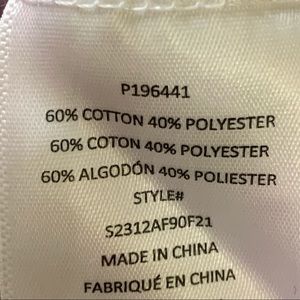 P196441
60% COTTON 40% POLYESTER
60% COTON 40% POLYESTER
60% ALGODÓN 40% POLIESTER
STYLE#
S2312AF90F21
MADE IN CHINA
FABRIQUÉ EN CHINA